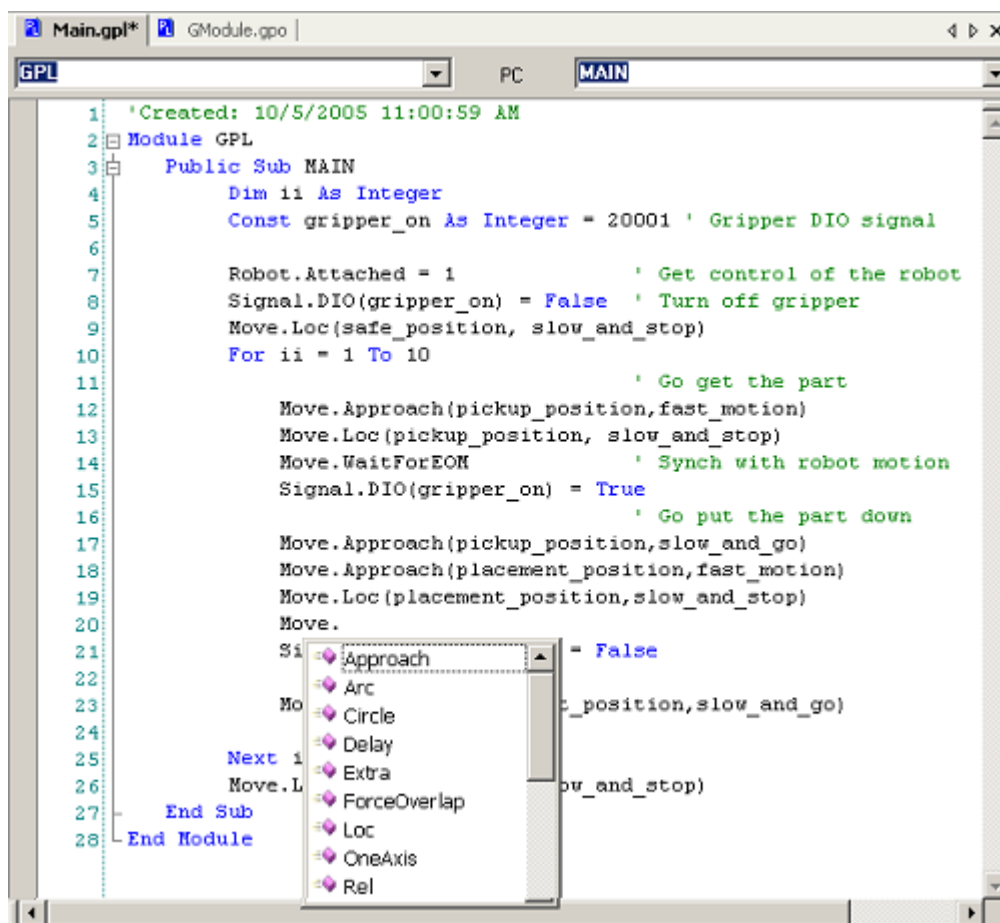 Main.gpl* GModule.gpo
GPL PC MAIN
1 'Created: 10/5/2005 11:00:59 AM
2 Module GPL
3 Public Sub MAIN
4 Dim ii As Integer
5 Const gripper_on As Integer = 20001 ' Gripper DIO signal
6
7 Robot.Attached = 1 ' Get control of the robot
8 Signal.DIO(gripper_on) = False ' Turn off gripper
9 Move.Loc(safe_position, slow_and_stop)
10 For ii = 1 To 10
11 ' Go get the part
12 Move.Approach(pickup_position,fast_motion)
13 Move.Loc(pickup_position, slow_and_stop)
14 Move.WaitForEOM ' Synch with robot motion
15 Signal.DIO(gripper_on) = True
16 ' Go put the part down
17 Move.Approach(pickup_position,slow_and_go)
18 Move.Approach(placement_position,fast_motion)
19 Move.Loc(placement_position,slow_and_stop)
20 Move.
21 Si = False
22
23 Mo t_position,slow_and_go)
24
25 Next i
26 Move.L ow_and_stop)
27 End Sub
28 End Module
Approach
Arc
Circle
Delay
Extra
ForceOverlap
Loc
OneAxis
Rel